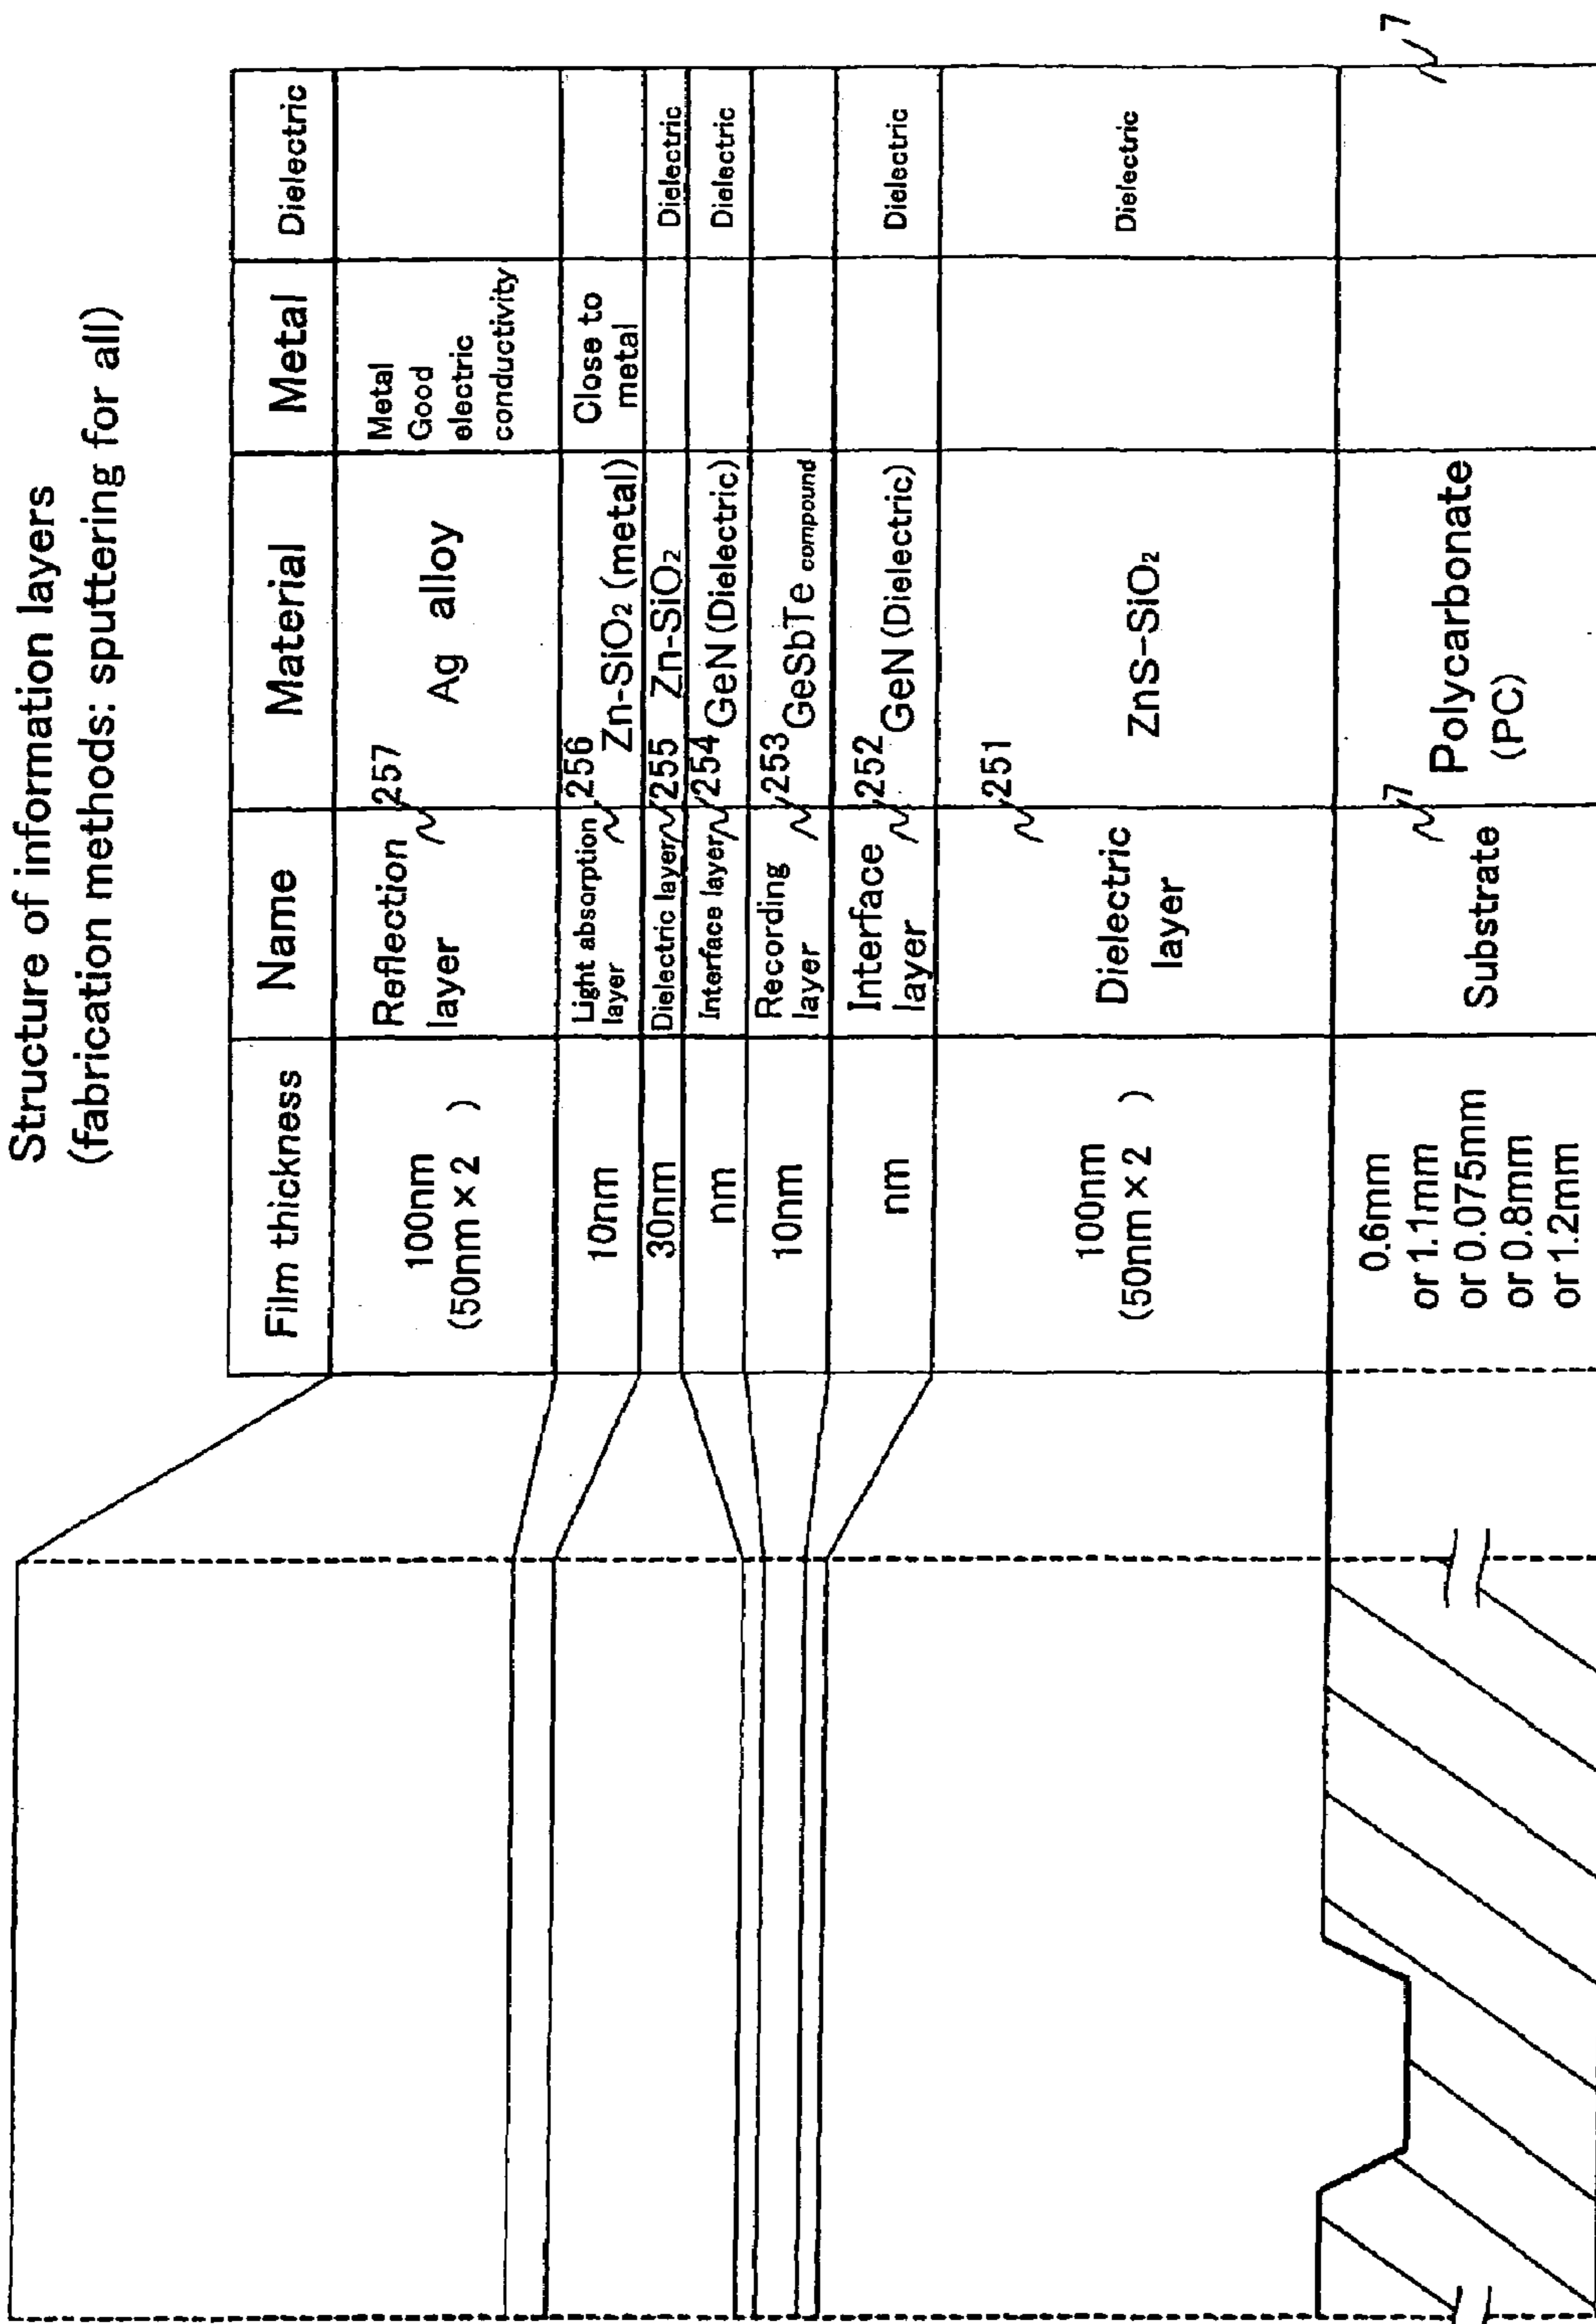 Structure of information layers
(fabrication methods: sputtering for all)
Film thickness
Name
Material
Metal
Dielectric
100nm
(50nm × 2 )
Reflection
layer
257
Ag alloy
Metal
Good
electric
conductivity
10nm
Light absorption
layer
256
Zn-SiO₂ (metal)
Close to
metal
30nm
Dielectric layer
255
Zn-SiO₂
Dielectric
nm
Interface layer
254
GeN (Dielectric)
Dielectric
10nm
Recording
layer
253
GeSbTe compound
nm
Interface
layer
252
GeN (Dielectric)
Dielectric
100nm
(50nm × 2 )
Dielectric
layer
251
ZnS-SiO₂
Dielectric
0.6mm
or 1.1mm
or 0.075mm
or 0.8mm
or 1.2mm
Substrate
7
Polycarbonate
(PC)
7